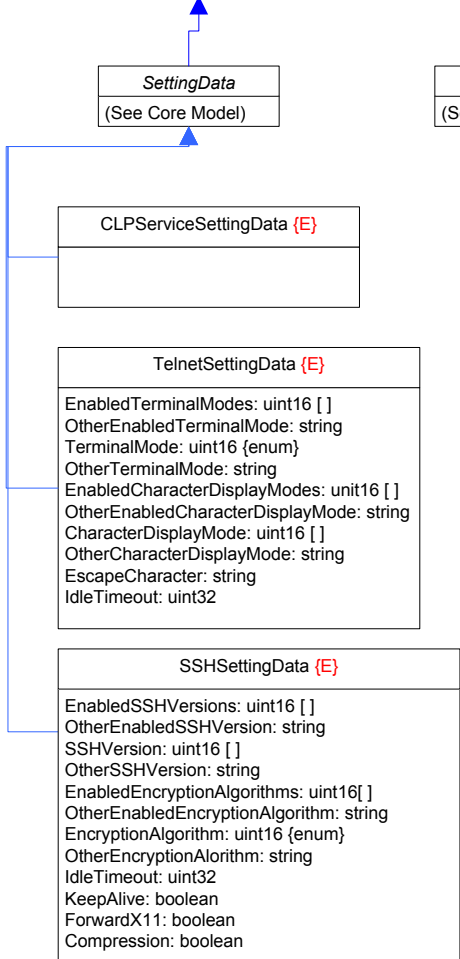 SettingData
(See Core Model)
(S
CLPServiceSettingData {E}
TelnetSettingData {E}
EnabledTerminalModes: uint16 [ ]
OtherEnabledTerminalMode: string
TerminalMode: uint16 {enum}
OtherTerminalMode: string
EnabledCharacterDisplayModes: unit16 [ ]
OtherEnabledCharacterDisplayMode: string
CharacterDisplayMode: uint16 [ ]
OtherCharacterDisplayMode: string
EscapeCharacter: string
IdleTimeout: uint32
SSHSettingData {E}
EnabledSSHVersions: uint16 [ ]
OtherEnabledSSHVersion: string
SSHVersion: uint16 [ ]
OtherSSHVersion: string
EnabledEncryptionAlgorithms: uint16[ ]
OtherEnabledEncryptionAlgorithm: string
EncryptionAlgorithm: uint16 {enum}
OtherEncryptionAlorithm: string
IdleTimeout: uint32
KeepAlive: boolean
ForwardX11: boolean
Compression: boolean